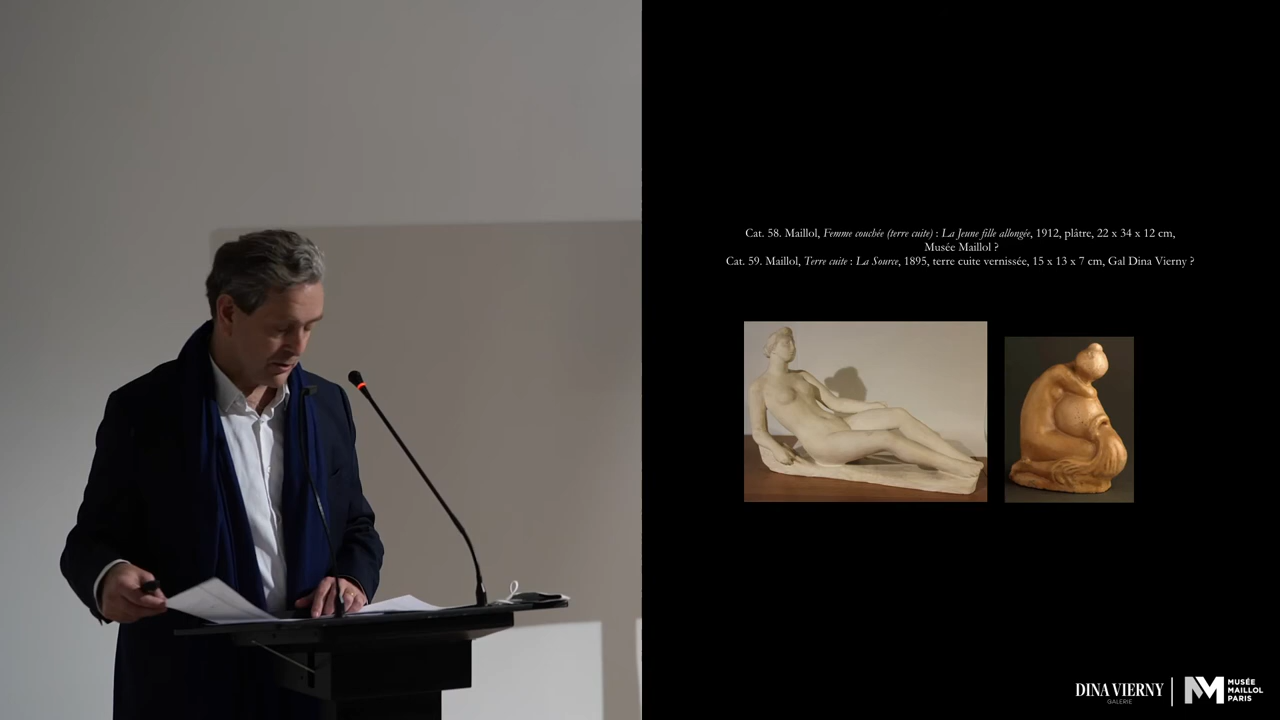 Cat. 58. Maillol, Femme couchée (terre cuite) : La Jeune fille allongée, 1912, plâtre, 22 x 34 x 12 cm,
Musée Maillol ?
Cat. 59. Maillol, Terre cuite : La Source, 1895, terre cuite vernissée, 15 x 13 x 7 cm, Gal Dina Vierny ?
DINA VIERNY
GALERIE
MUSÉE
MAILLOL
PARIS